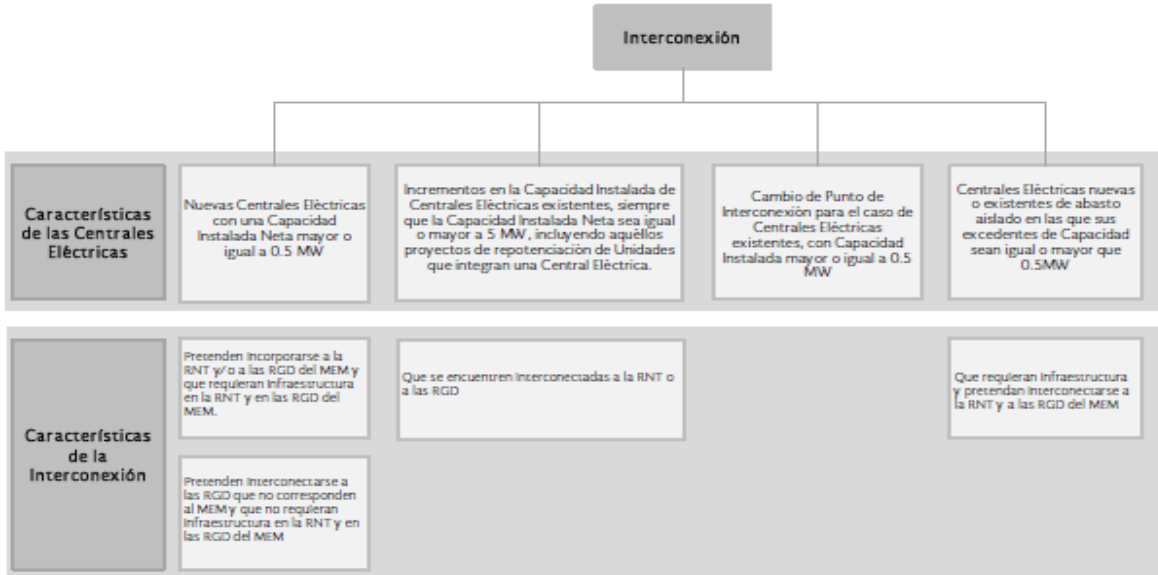 Interconexión
Características
de las Centrales
Eléctricas
Nuevas Centrales Eléctricas
con una Capacidad
Instalada Neta mayor o
igual a 0.5 MW
Incrementos en la Capacidad Instalada de
Centrales Eléctricas existentes, siempre
que la Capacidad Instalada Neta sea igual
o mayor a 5 MW, incluyendo aquéllos
proyectos de repotenciación de Unidades
que integran una Central Eléctrica.
Cambio de Punto de
Interconexión para el caso de
Centrales Eléctricas
existentes, con Capacidad
Instalada mayor o igual a 0.5
MW
Centrales Eléctricas nuevas
o existentes de abasto
aislado en las que sus
excedentes de Capacidad
sean igual o mayor que
0.5MW
Características
de la
Interconexión
Pretenden Incorporarse a la
RNT y/o a las RGD del MEM y
que requieran Infraestructura
en la RNT y en las RGD del
MEM.
Que se encuentren Interconectadas a la RNT o
a las RGD
Que requieran Infraestructura
y pretendan Interconectarse a
la RNT y a las RGD del MEM
Pretenden Interconectarse a
las RGD que no corresponden
al MEM y que no requieran
Infraestructura en la RNT y en
las RGD del MEM